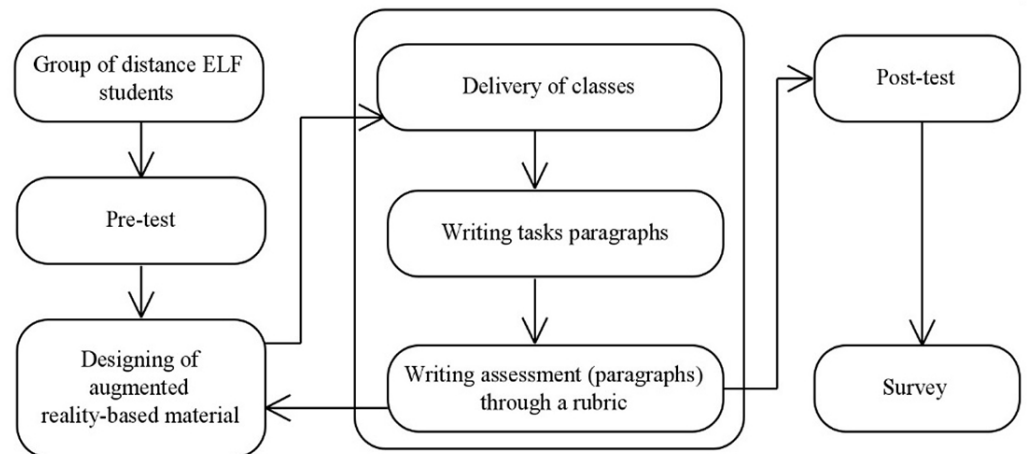 Group of distance ELF
students
Pre-test
Designing of
augmented
reality-based material
Delivery of classes
Writing tasks paragraphs
Writing assessment (paragraphs)
through a rubric
Post-test
Survey